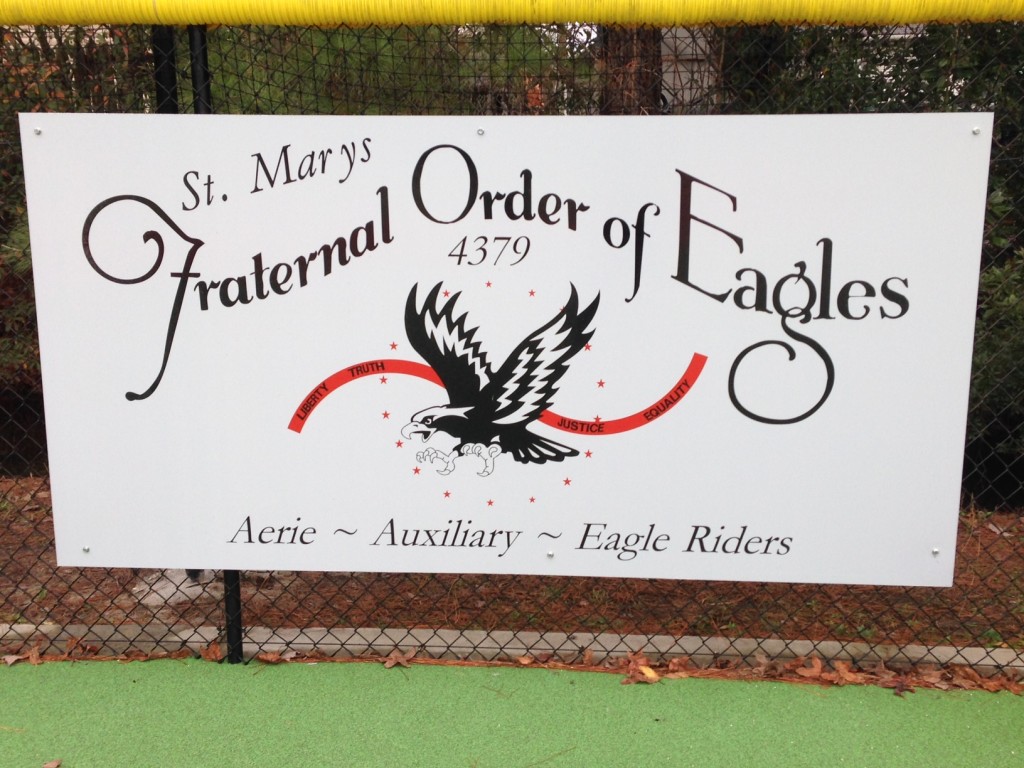 St. Marys
Fraternal Order of Eagles
4379
LIBERTY TRUTH
JUSTICE EQUALITY
Aerie ~ Auxiliary ~ Eagle Riders